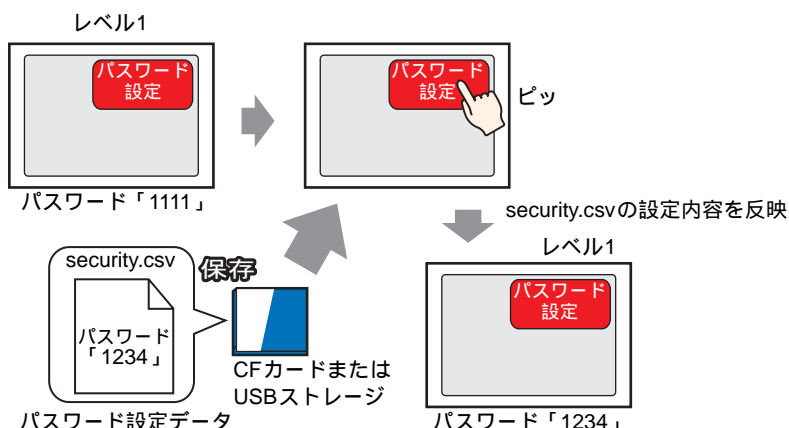 レベル1
パスワード
設定
パスワード「1111」
パスワード
設定
ピッ
security.csv
パスワード
「1234」
保存
CFカードまたは
USBストレージ
パスワード設定データ
security.csvの設定内容を反映
レベル1
パスワード
設定
パスワード「1234」